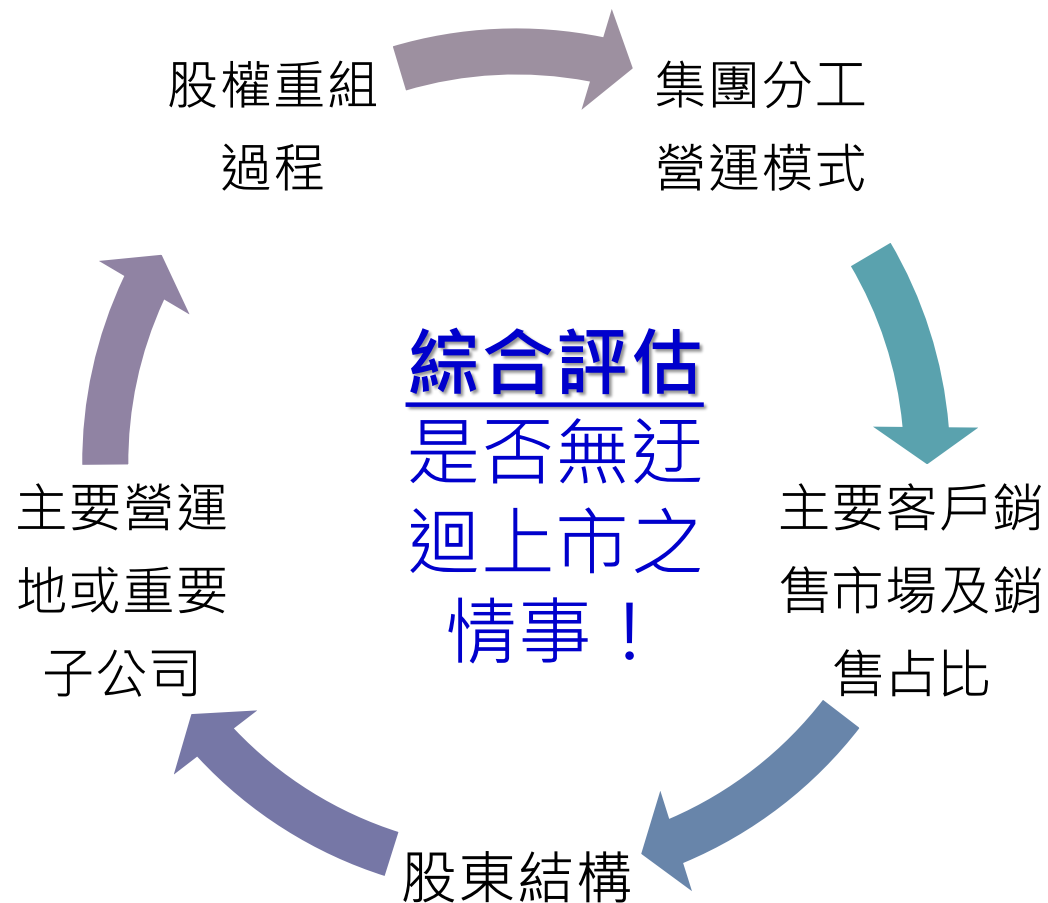 股權重組
過程
集團分工
營運模式
綜合評估
是否無迂
迴上市之
情事！
主要營運
地或重要
子公司
主要客戶銷
售市場及銷
售占比
股東結構